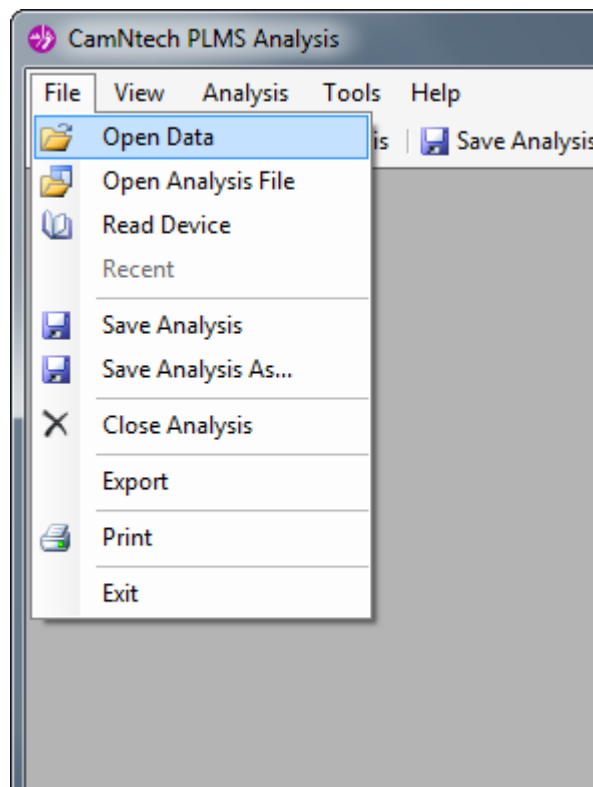 CamNtech PLMS Analysis
File View Analysis Tools Help
Open Data
is Save Analysis
Open Analysis File
Read Device
Recent
Save Analysis
Save Analysis As...
Close Analysis
Export
Print
Exit